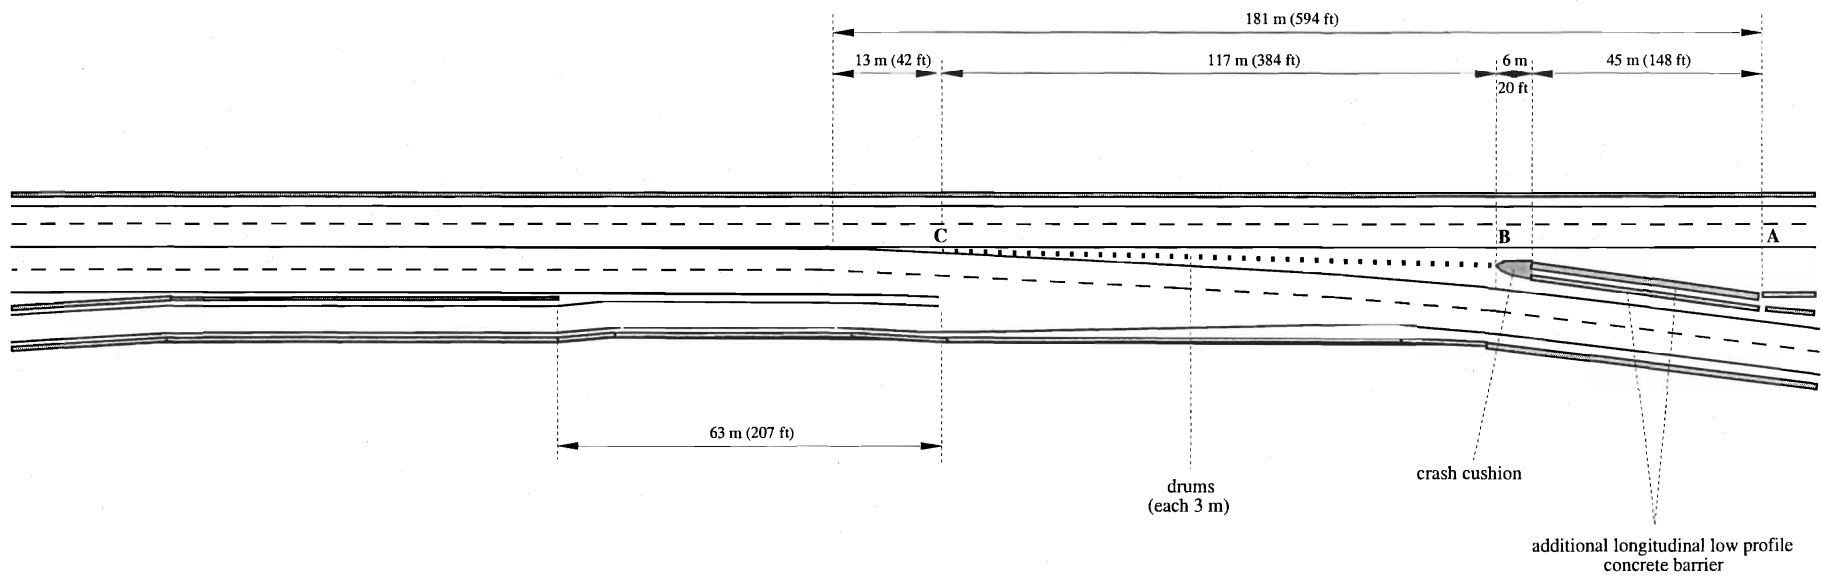 181 m (594 ft)
13 m (42 ft)
117 m (384 ft)
6 m
45 m (148 ft)
20 ft
C
B
A
63 m (207 ft)
crash cushion
drums
(each 3 m)
additional longitudinal low profile
concrete barrier